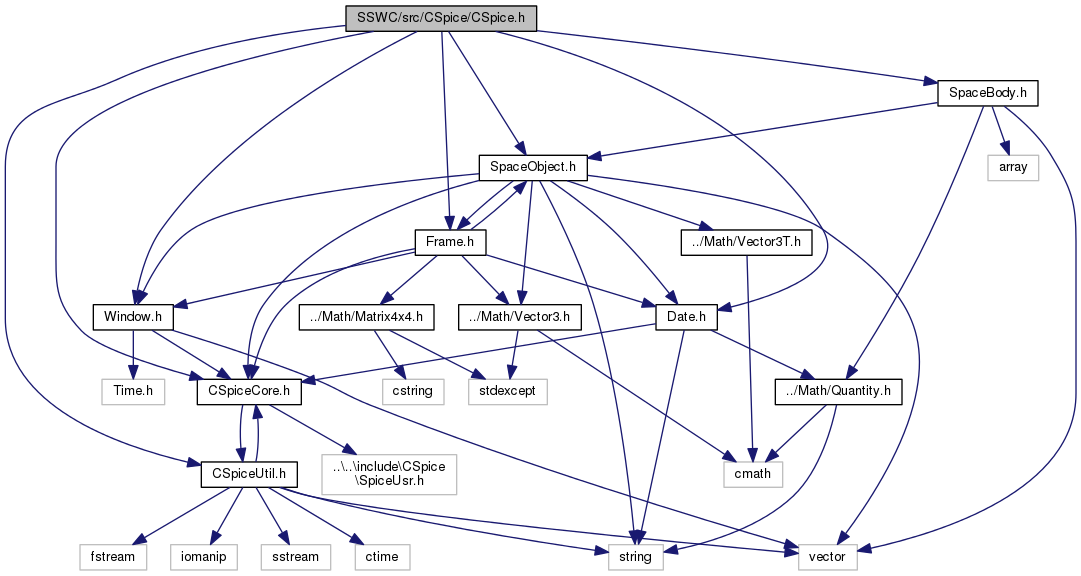 SSWC/src/CSpice/CSpice.h
SpaceBody.h
SpaceObject.h
array
Frame.h
../Math/Vector3T.h
Window.h
../Math/Matrix4x4.h
../Math/Vector3.h
Date.h
Time.h
CSpiceCore.h
cstring
stdexcept
../Math/Quantity.h
CSpiceUtil.h
..\..\include\CSpice
\SpiceUsr.h
cmath
fstream
iomanip
sstream
ctime
string
vector